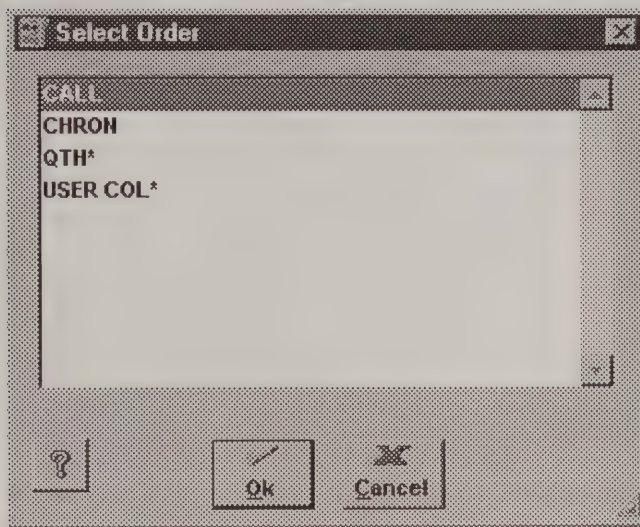 Select Order
CALL
CHRON
QTH*
USER COL*
?
Ok
Cancel